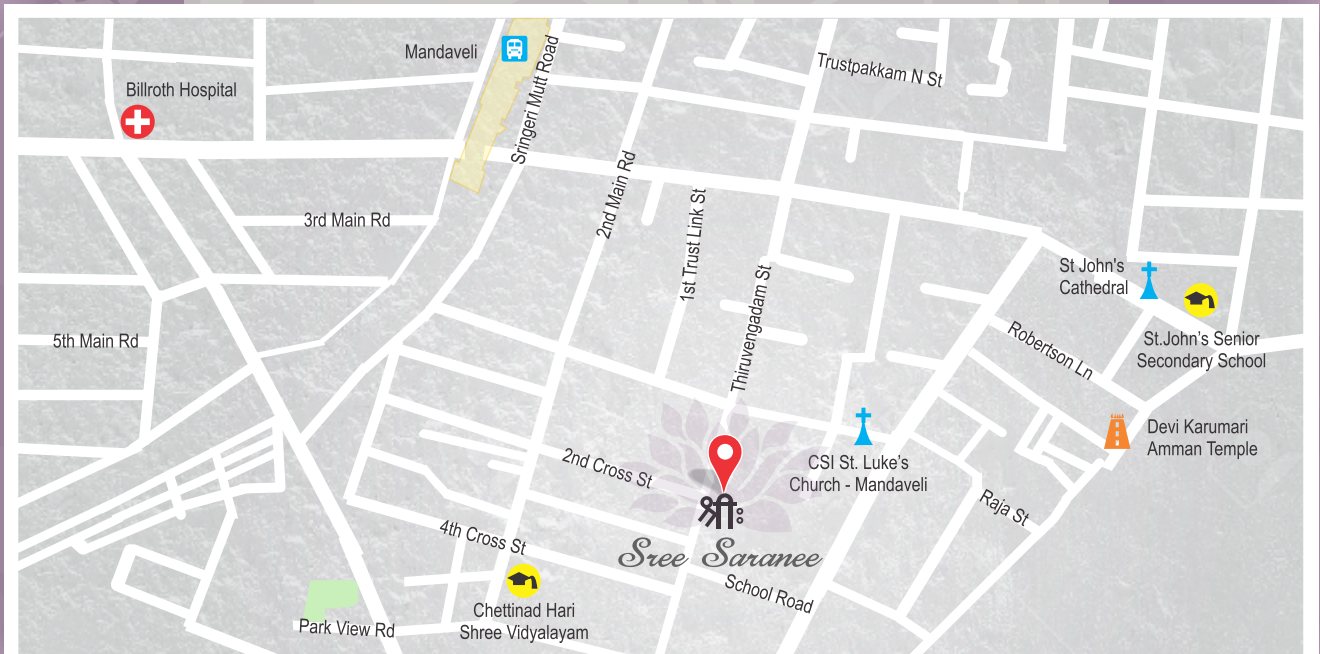 Mandaveli
Billroth Hospital
Sringeri Mutt Road
Trustpakkam N St
3rd Main Rd
2nd Main Rd
1st Trust Link St
Thiruvengadam St
St John's
Cathedral
St.John's Senior
Secondary School
Robertson Ln
5th Main Rd
Devi Karumari
Amman Temple
CSI St. Luke's
Church - Mandaveli
2nd Cross St
Raja St
4th Cross St
श्रीः
Sree Saranee
School Road
Chettinad Hari
Shree Vidyalayam
Park View Rd